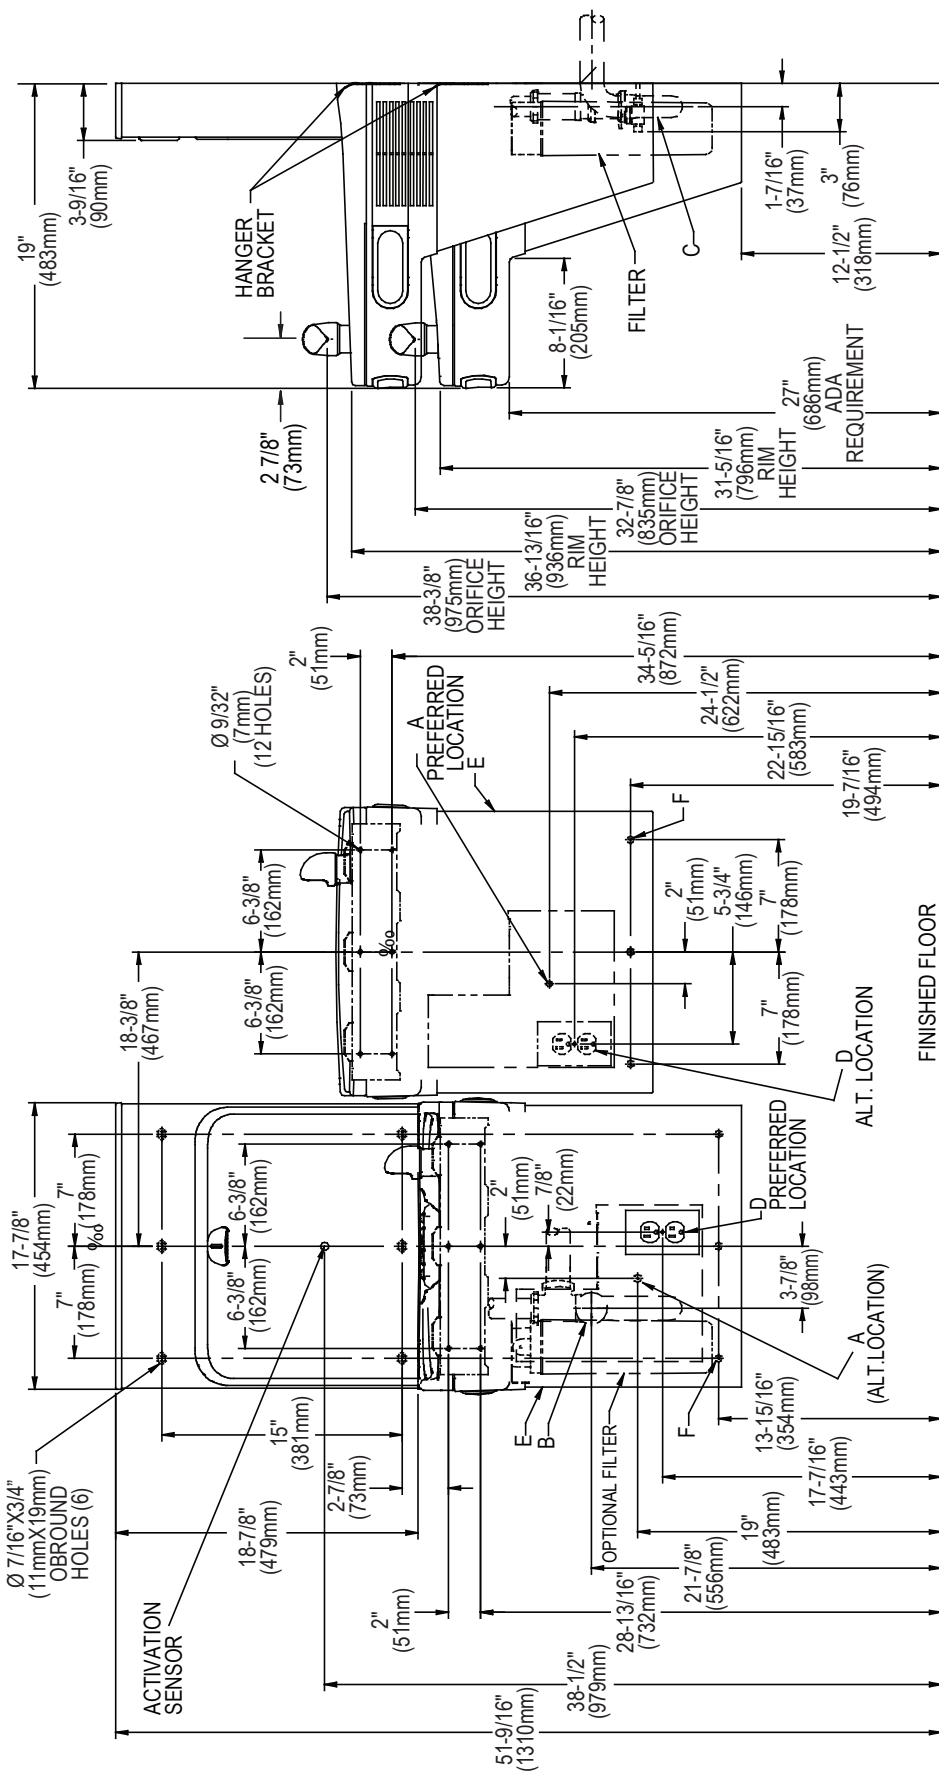 Ø 7/16"X3/4"
(11mmX19mm)
OBROUND
HOLES (6)
ACTIVATION
SENSOR
17-7/8"
(454mm)
7"
(178mm)
7"
(178mm)
‰
18-3/8"
(467mm)
6-3/8"
(162mm)
6-3/8"
(162mm)
15"
(381mm)
2-7/8"
(73mm)
18-7/8"
(479mm)
2"
(51mm)
51-9/16"
(1310mm)
38-1/2"
(979mm)
28-13/16"
(732mm)
21-7/8"
(556mm)
19"
(483mm)
17-7/16"
(443mm)
13-15/16"
(354mm)
E
B
OPTIONAL FILTER
F
2"
(51mm)
7/8"
(22mm)
3-7/8"
(98mm)
A
(ALT.LOCATION)
D
PREFERRED
LOCATION
D
ALT. LOCATION
6-3/8"
(162mm)
6-3/8"
(162mm)
‰
Ø 9/32"
(7mm)
(12 HOLES)
2"
(51mm)
A
PREFERRED
LOCATION
E
F
2"
(51mm)
5-3/4"
(146mm)
7"
(178mm)
7"
(178mm)
34-5/16"
(872mm)
24-1/2"
(622mm)
22-15/16"
(583mm)
19-7/16"
(494mm)
FINISHED FLOOR
19"
(483mm)
3-9/16"
(90mm)
HANGER
BRACKET
2 7/8"
(73mm)
8-1/16"
(205mm)
FILTER
C
1-7/16"
(37mm)
3"
(76mm)
12-1/2"
(318mm)
27"
(686mm)
ADA
REQUIREMENT
31-5/16"
(796mm)
RIM
HEIGHT
32-7/8"
(835mm)
ORIFICE
HEIGHT
36-13/16"
(936mm)
RIM
HEIGHT
38-3/8"
(975mm)
ORIFICE
HEIGHT